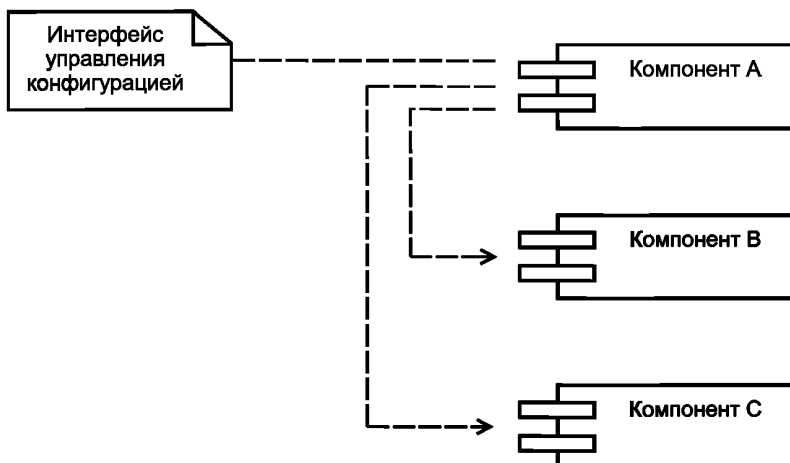 Интерфейс
управления
конфигурацией
Компонент A
Компонент B
Компонент C